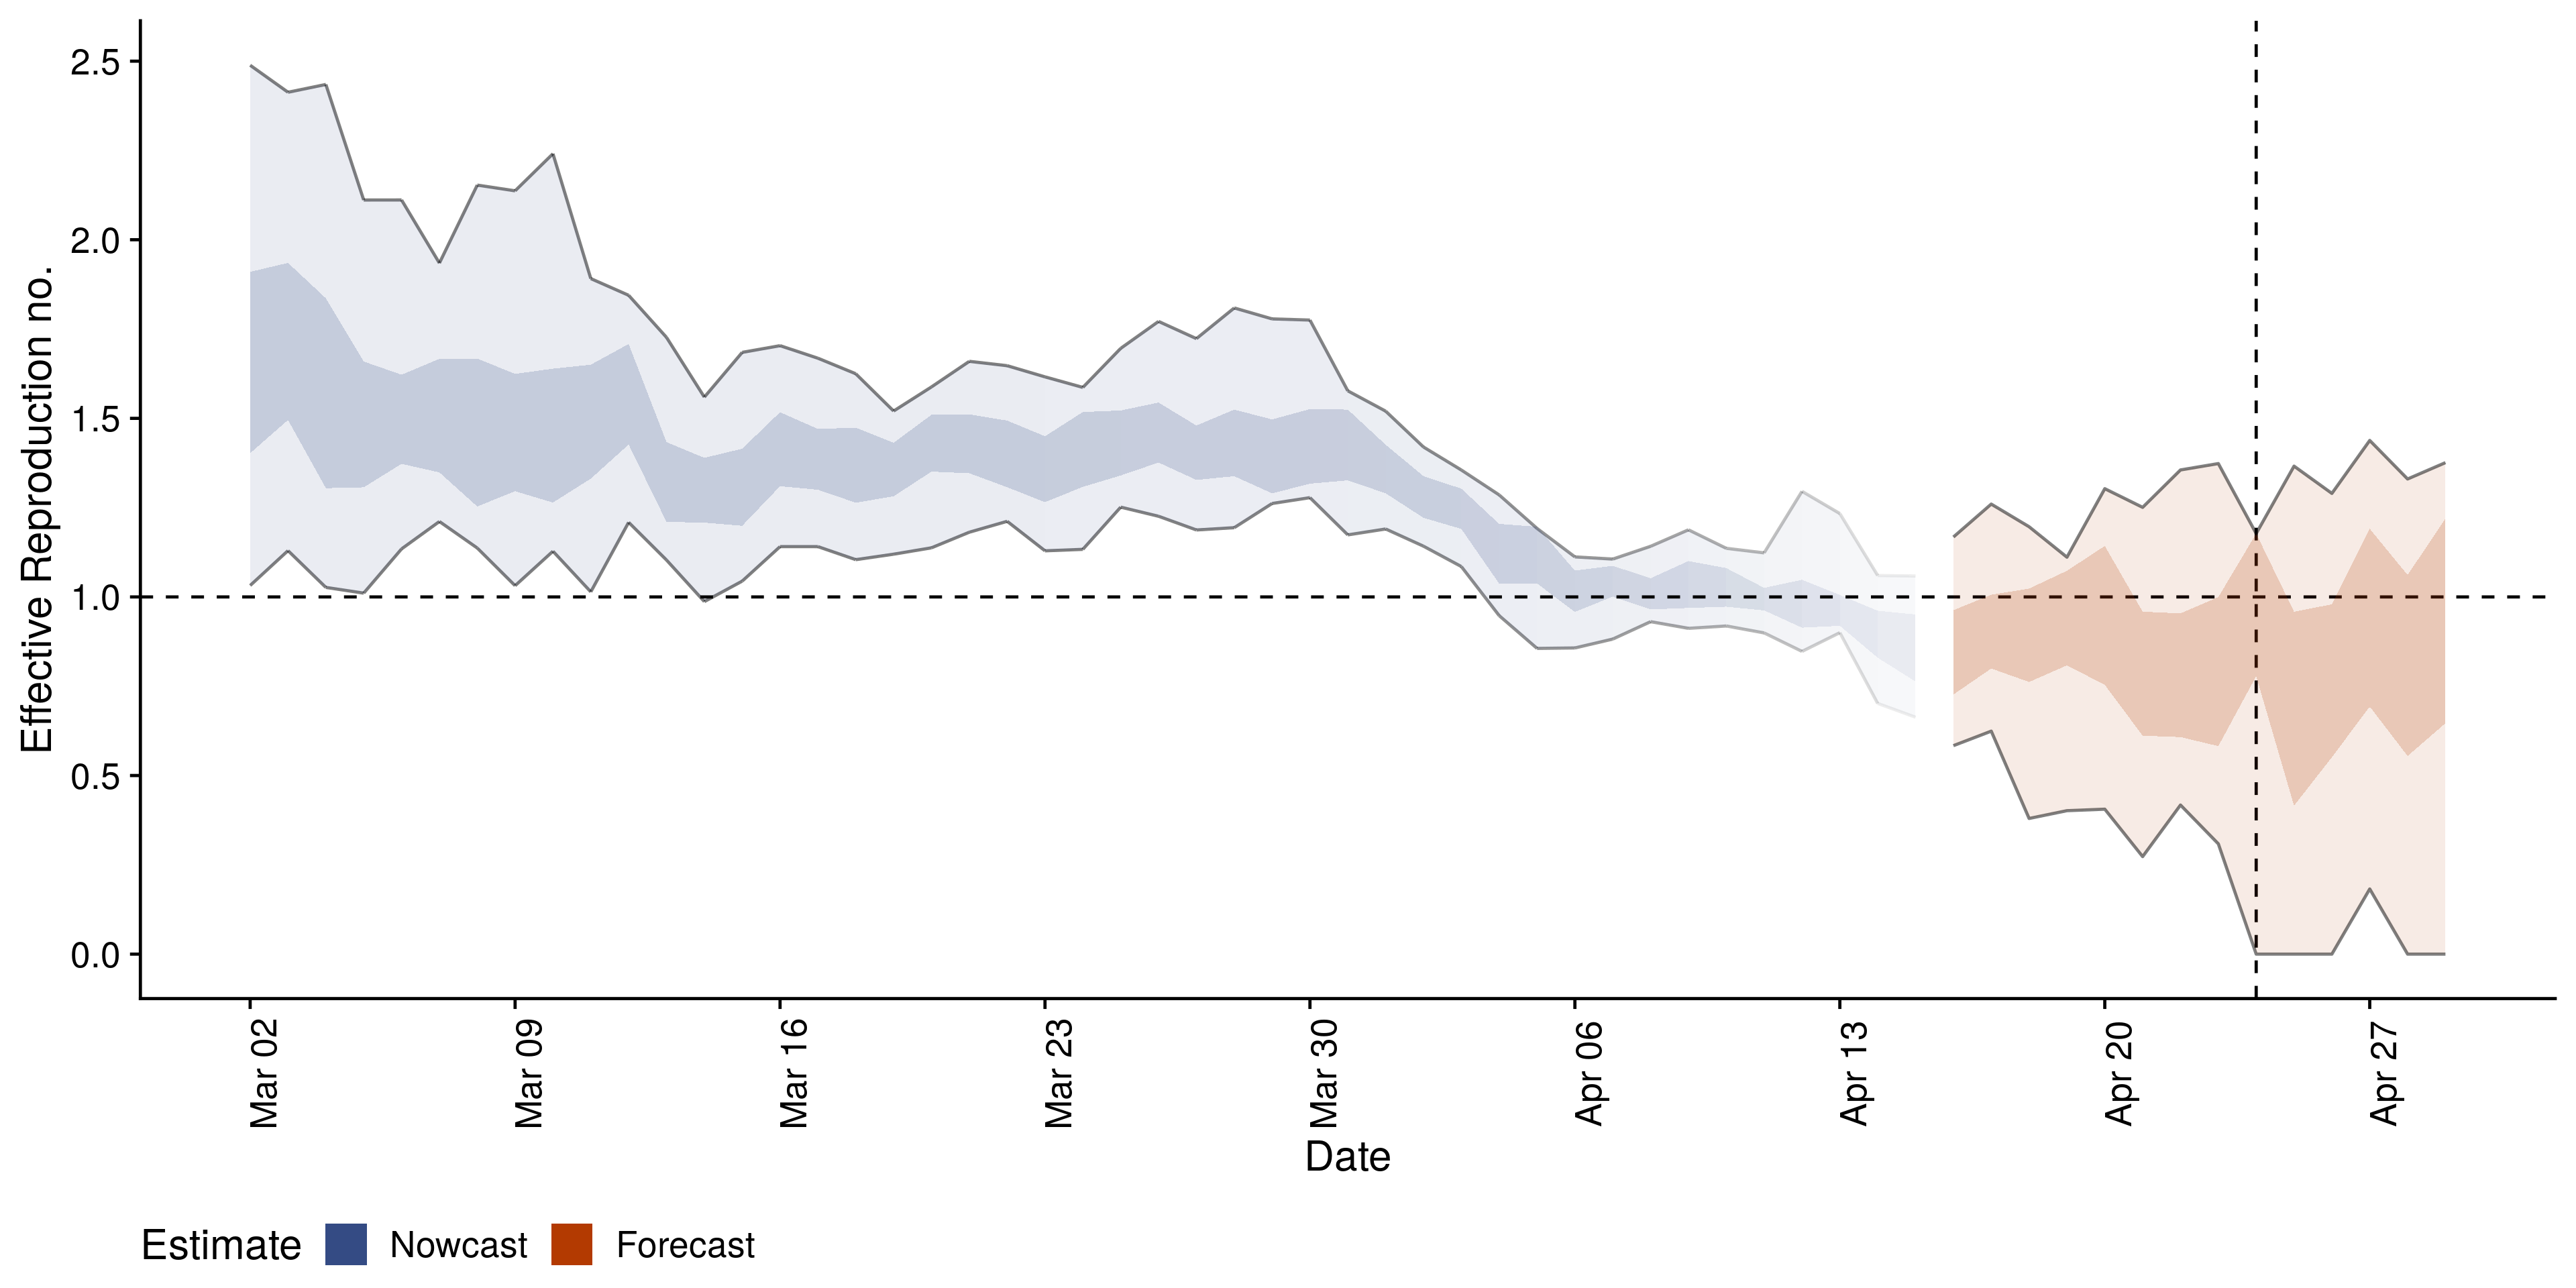 Effective Reproduction no.
2.5
2.0
1.5
1.0
0.5
0.0
Mar 02
Mar 09
Mar 16
Mar 23
Mar 30
Apr 06
Apr 13
Apr 20
Apr 27
Date
Estimate Nowcast Forecast